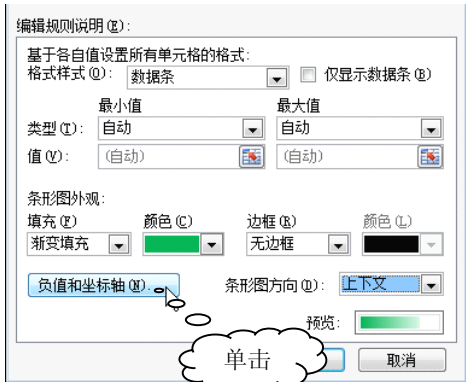 编辑规则说明(E):
基于各自值设置所有单元格的格式:
格式样式(O): 数据条 仅显示数据条(B)
最小值 最大值
类型(T): 自动 自动
值(V): (自动) (自动)
条形图外观:
填充(F) 颜色(C) 边框(R) 颜色(L)
渐变填充 无边框
负值和坐标轴(N)... 条形图方向(D): 上下文
预览:
单击 取消